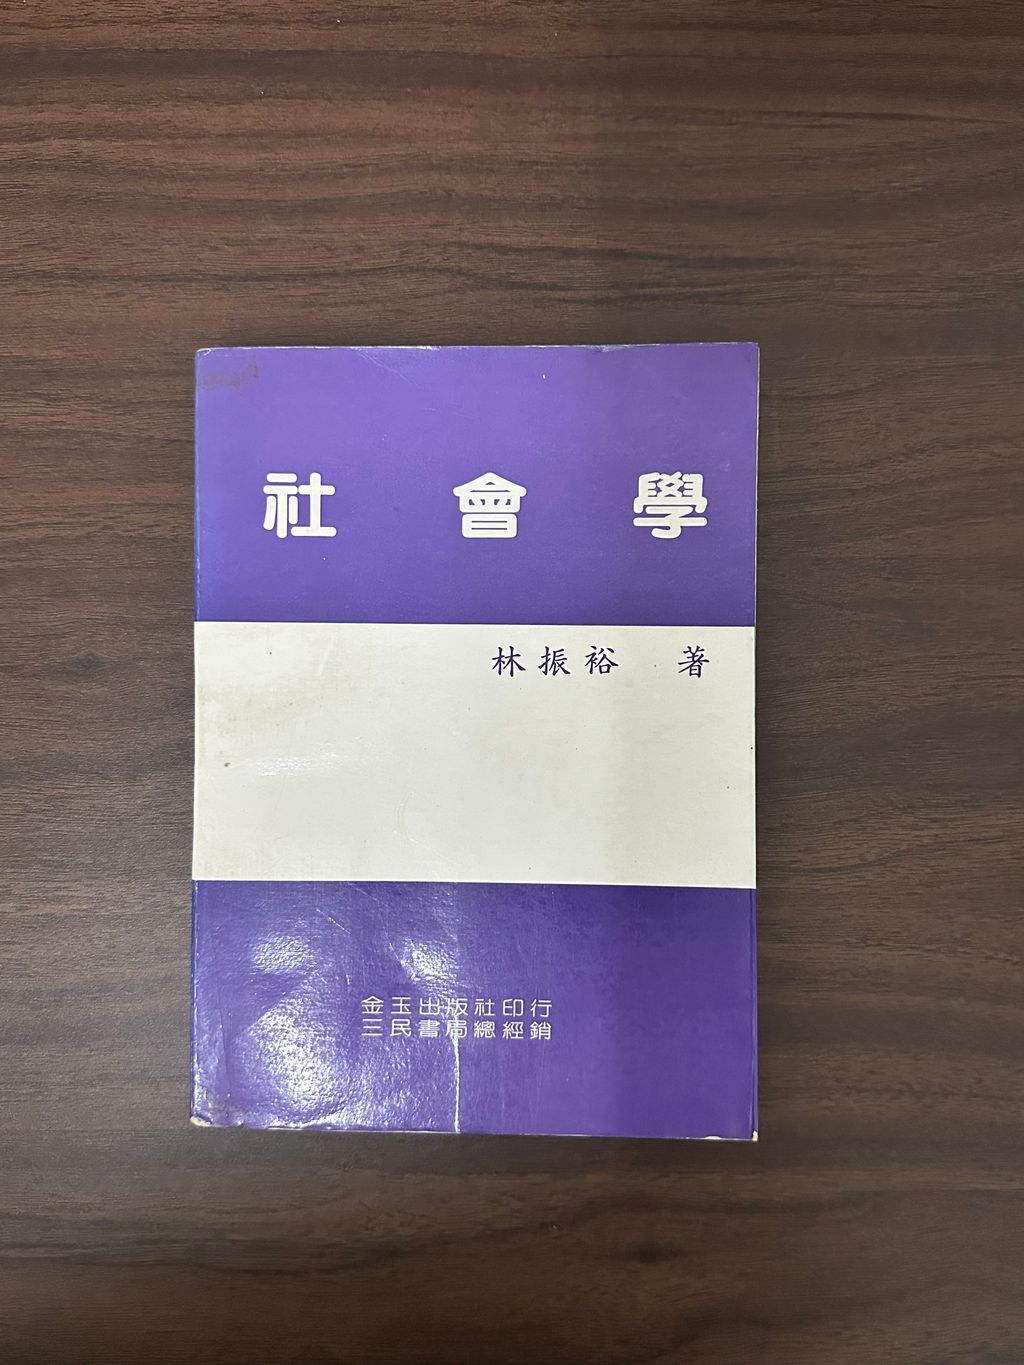 社會學
林振裕 著
金玉出版社印行
三民書局總經銷